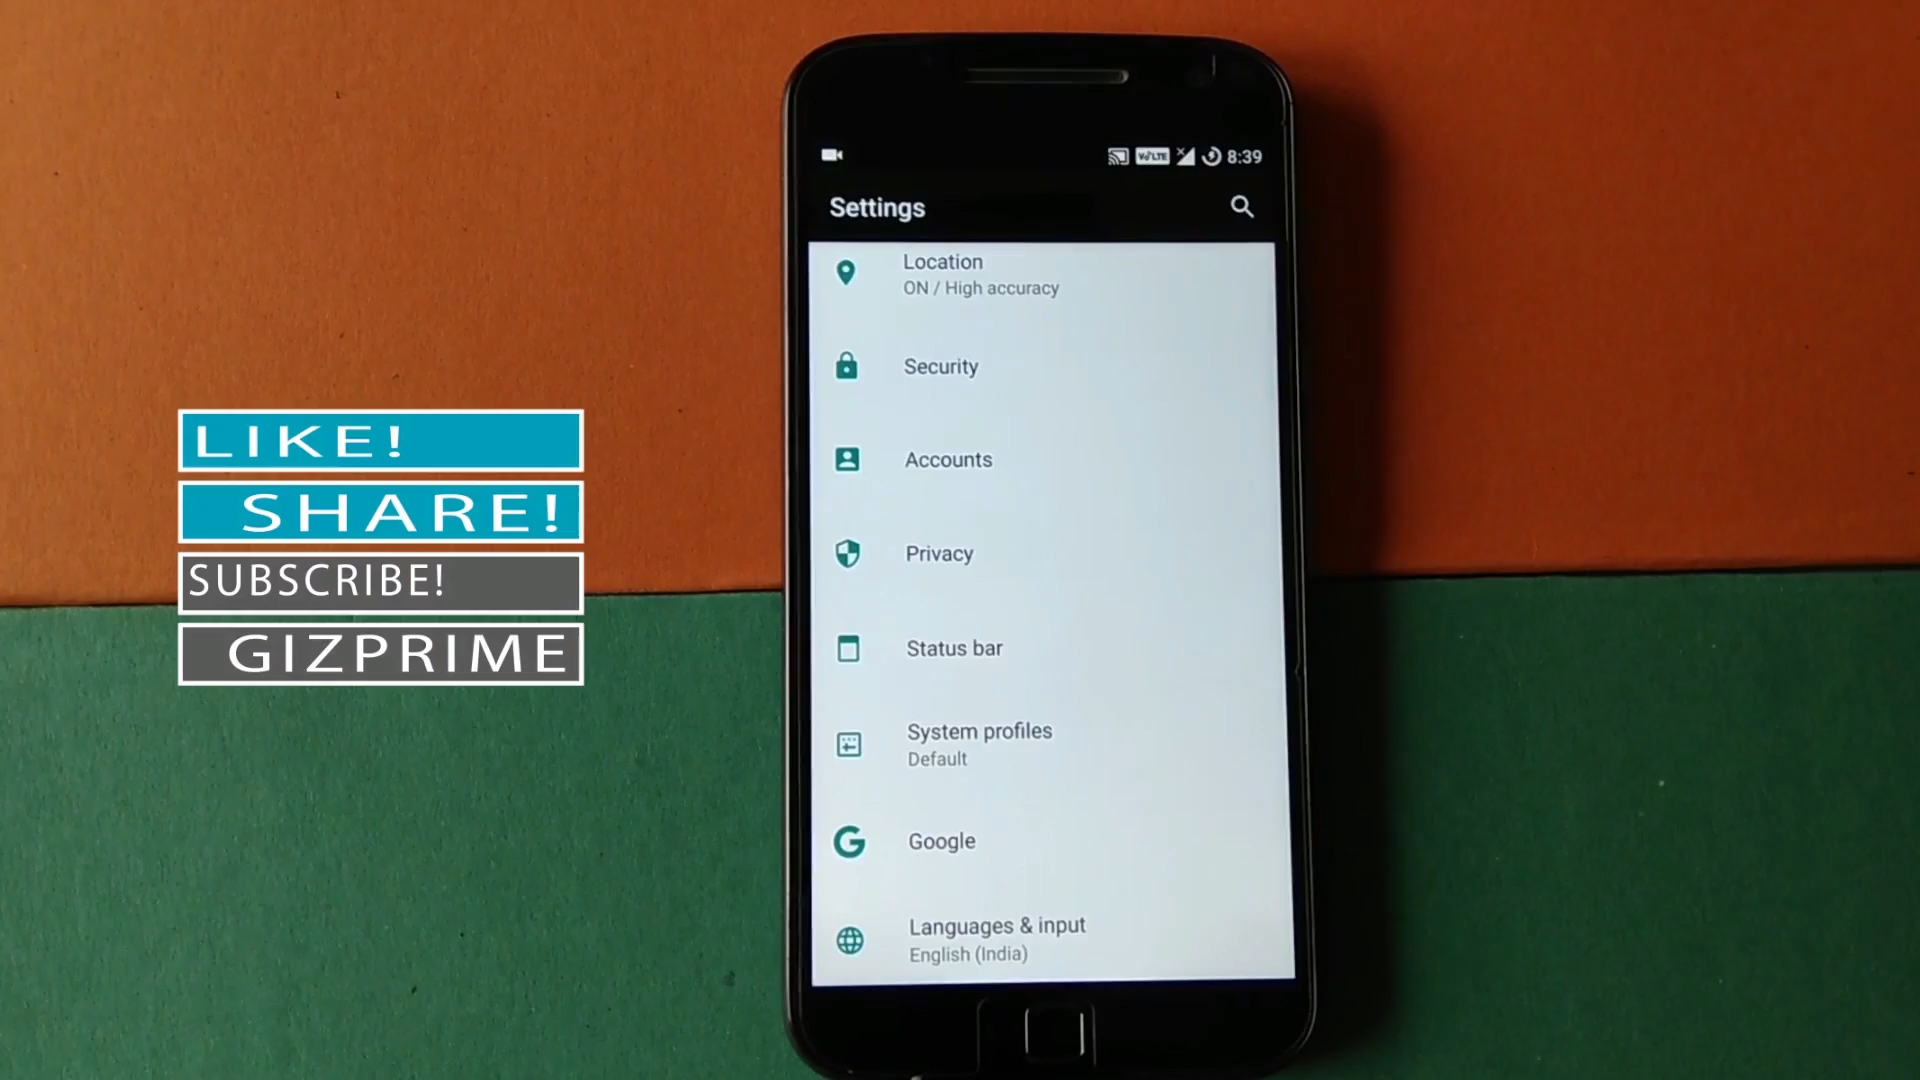 VoLTE 8:39
Settings
Location
ON / High accuracy
Security
Accounts
Privacy
Status bar
System profiles
Default
Google
Languages & input
English (India)
LIKE!
SHARE!
SUBSCRIBE!
GIZPRIME